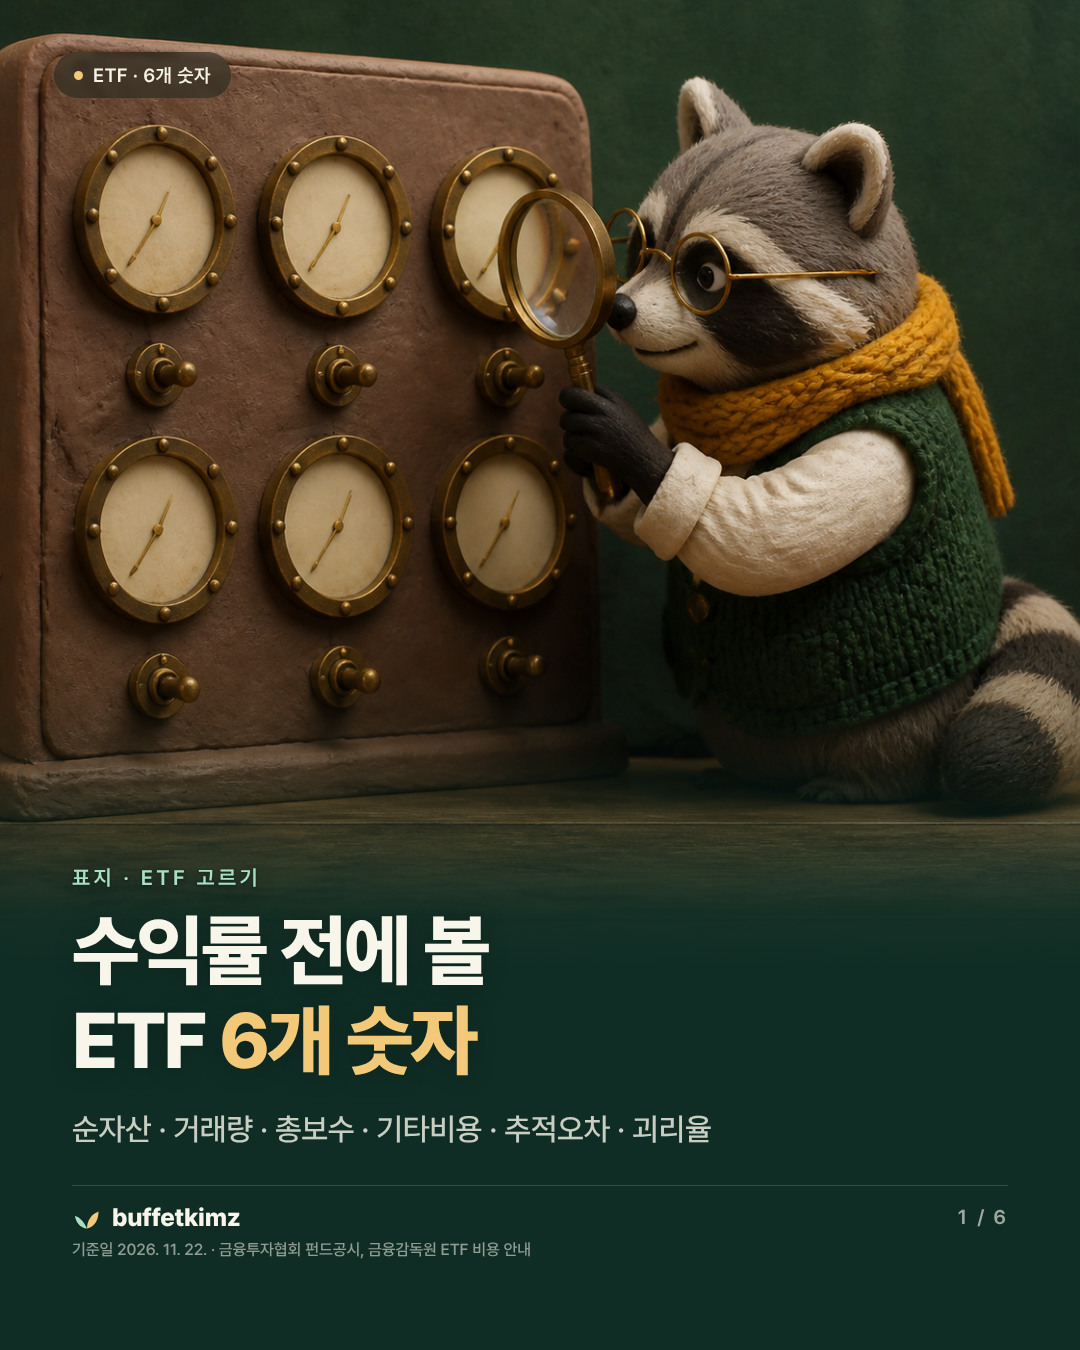 ETF · 6개 숫자
표지 · ETF 고르기
수익률 전에 볼
ETF 6개 숫자
순자산 · 거래량 · 총보수 · 기타비용 · 추적오차 · 괴리율
buffetkimz
1 / 6
기준일 2026. 11. 22. · 금융투자협회 펀드공시, 금융감독원 ETF 비용 안내